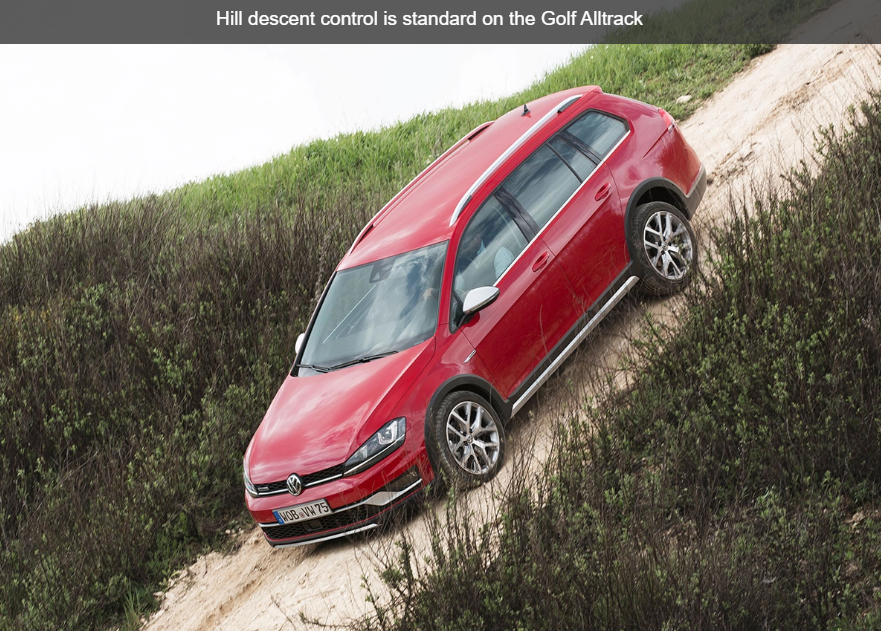 Hill descent control is standard on the Golf Alltrack
WOB VW 75